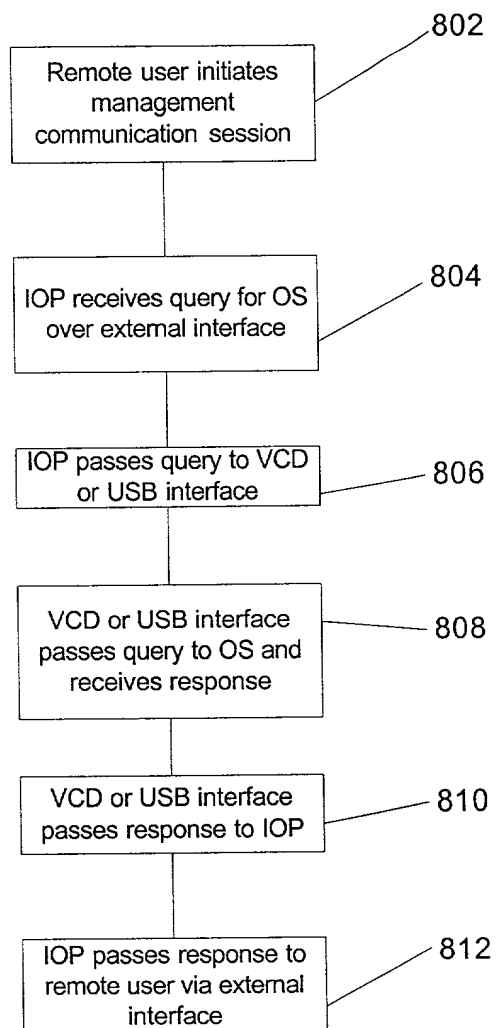 802
Remote user initiates
management
communication session
804
IOP receives query for OS
over external interface
IOP passes query to VCD
or USB interface
806
VCD or USB interface
passes query to OS and
receives response
808
VCD or USB interface
passes response to IOP
810
IOP passes response to
remote user via external
interface
812